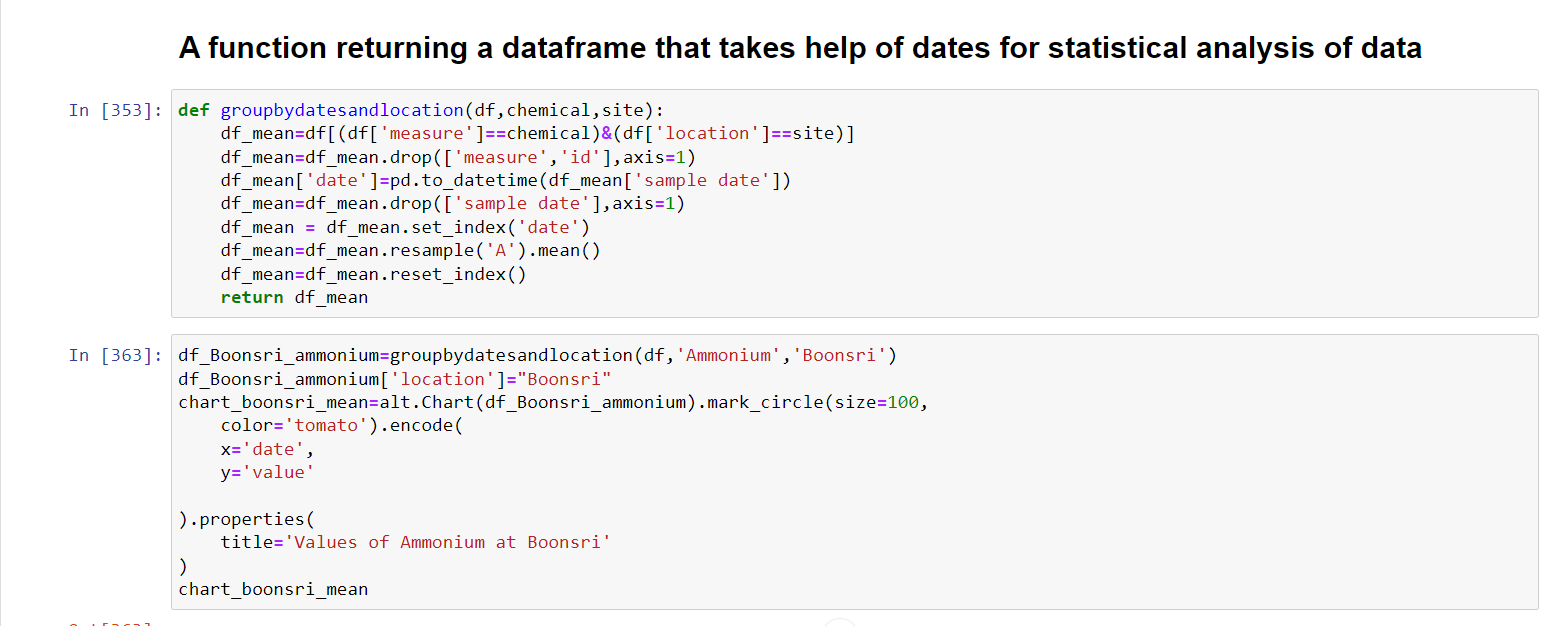 A function returning a dataframe that takes help of dates for statistical analysis of data
In [353]: def groupbydatesandlocation(df,chemical,site):
    df_mean=df[(df['measure']==chemical)&(df['location']==site)]
    df_mean=df_mean.drop(['measure','id'],axis=1)
    df_mean['date']=pd.to_datetime(df_mean['sample date'])
    df_mean=df_mean.drop(['sample date'],axis=1)
    df_mean = df_mean.set_index('date')
    df_mean=df_mean.resample('A').mean()
    df_mean=df_mean.reset_index()
    return df_mean
In [363]: df_Boonsri_ammonium=groupbydatesandlocation(df,'Ammonium','Boonsri')
df_Boonsri_ammonium['location']="Boonsri"
chart_boonsri_mean=alt.Chart(df_Boonsri_ammonium).mark_circle(size=100,
    color='tomato').encode(
    x='date',
    y='value'
).properties(
    title='Values of Ammonium at Boonsri'
)
chart_boonsri_mean